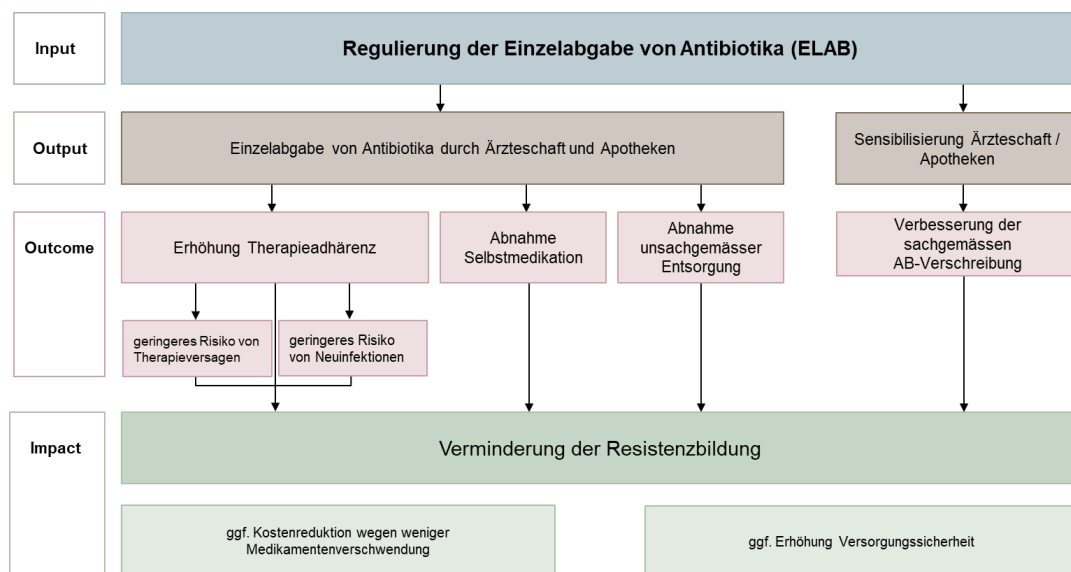 Input
Regulierung der Einzelabgabe von Antibiotika (ELAB)
Output
Einzelabgabe von Antibiotika durch Ärzteschaft und Apotheken
Sensibilisierung Ärzteschaft /
Apotheken
Outcome
Erhöhung Therapieadhärenz
Abnahme
Selbstmedikation
Abnahme
unsachgemässer
Entsorgung
Verbesserung der
sachgemässen
AB-Verschreibung
geringeres Risiko von
Therapieversagen
geringeres Risiko
von Neuinfektionen
Impact
Verminderung der Resistenzbildung
ggf. Kostenreduktion wegen weniger
Medikamentenverschwendung
ggf. Erhöhung Versorgungssicherheit